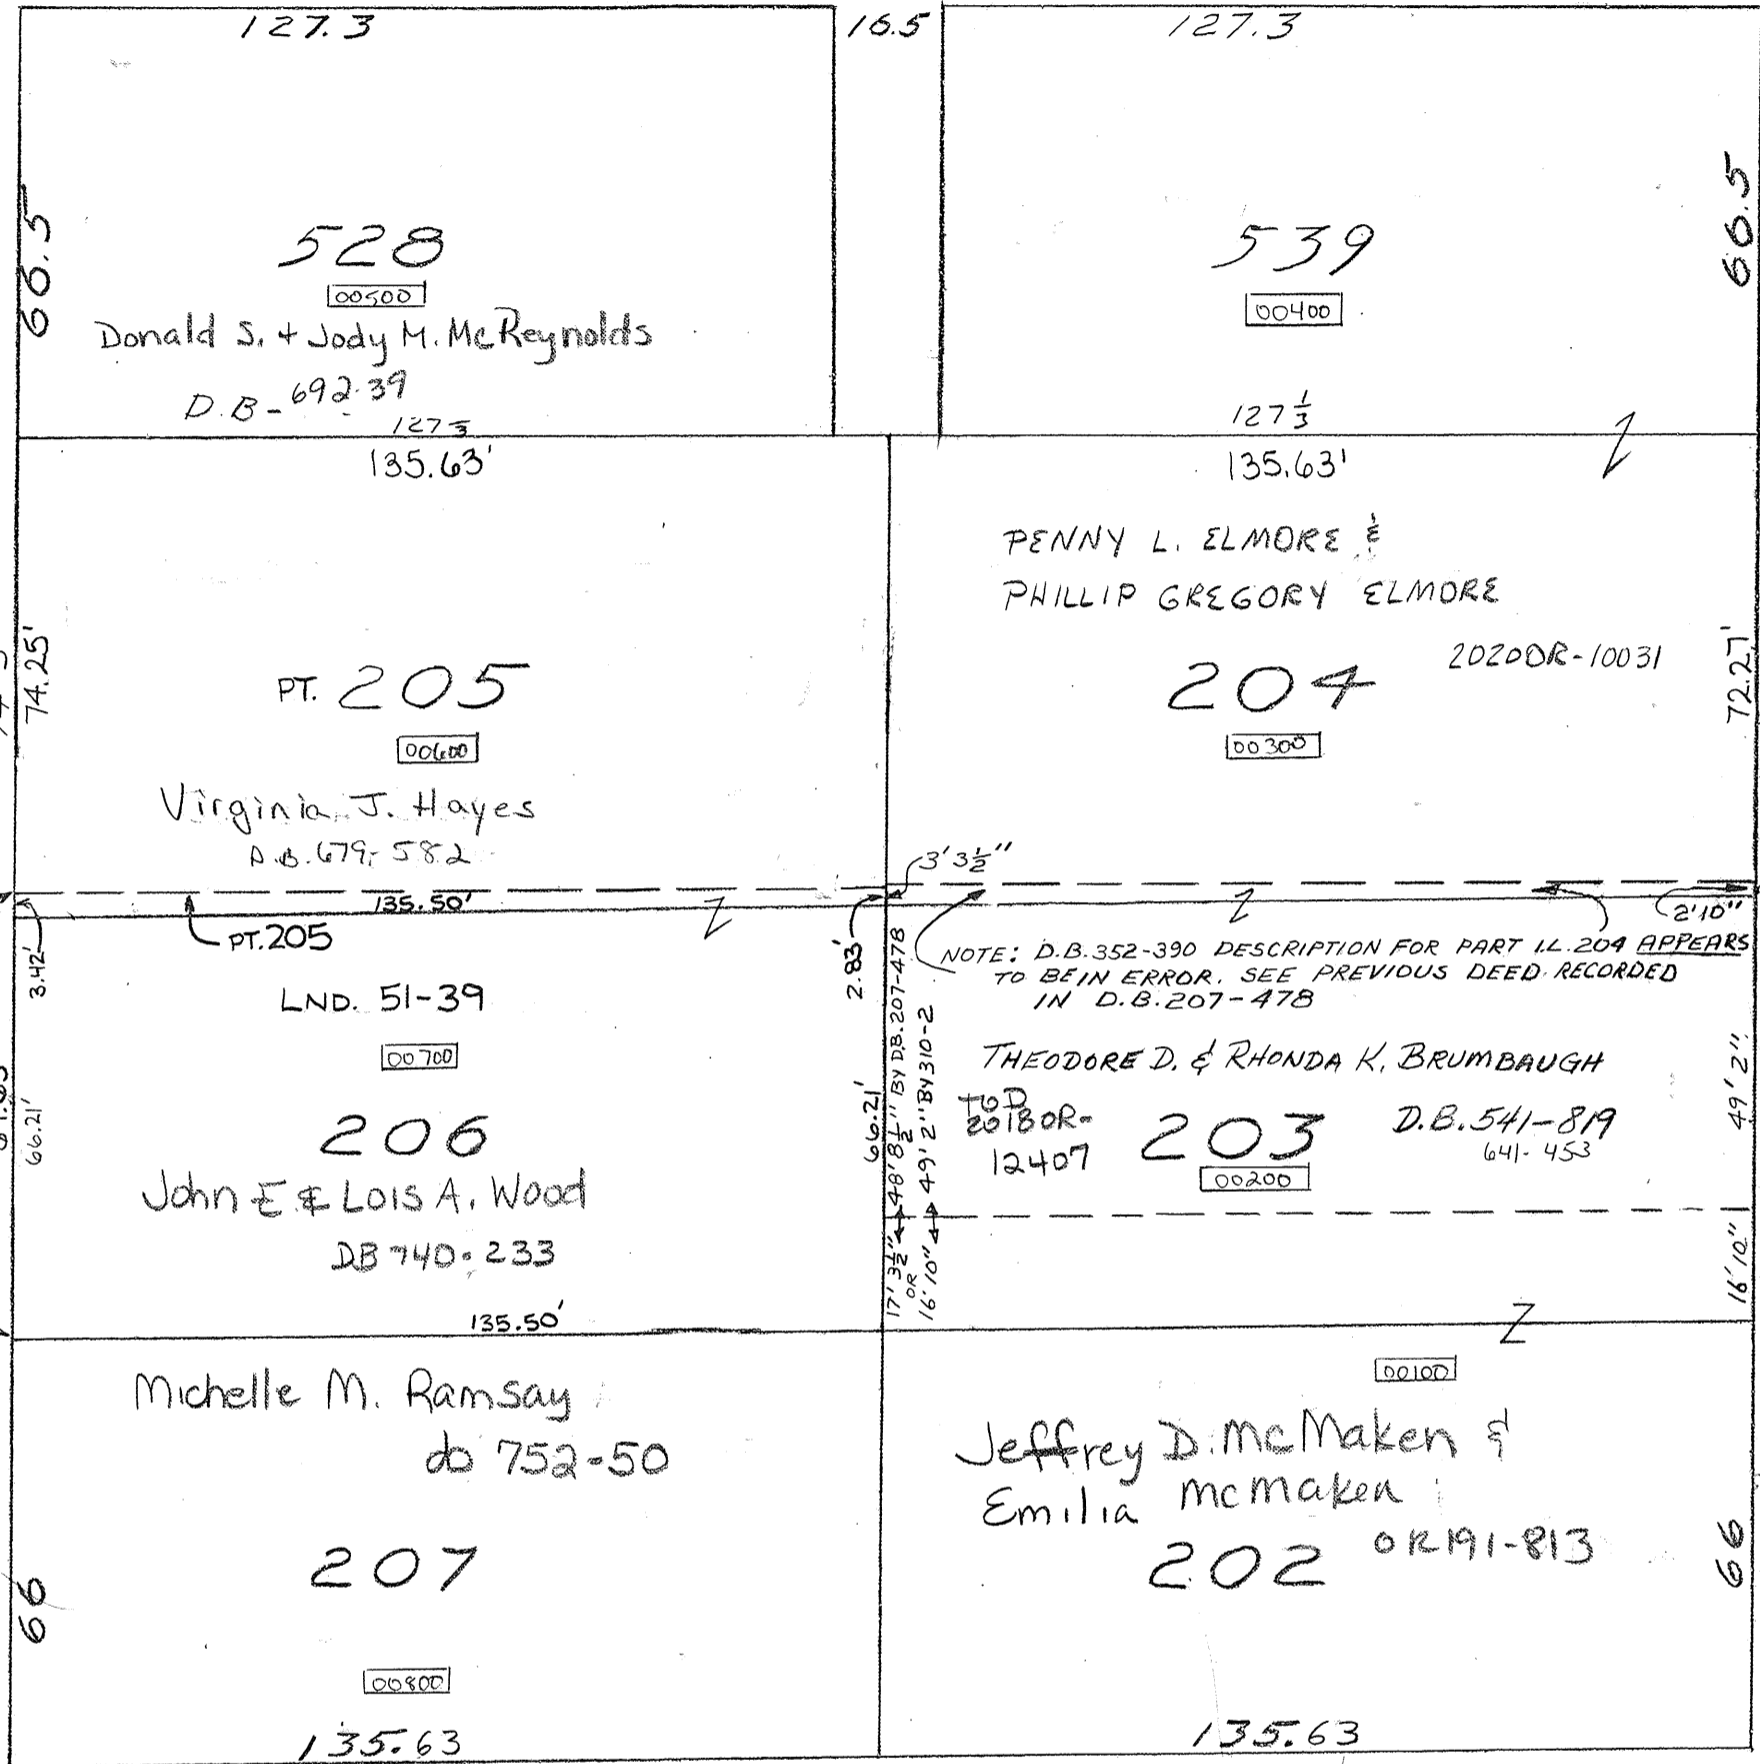 127.3
16.5
127.3
66.5
528
00500
Donald S. + Jody M. McReynolds
D.B - 692-39
539
00400
66.5
127 1/3
135.63'
135.63'
PENNY L. ELMORE &
PHILLIP GREGORY ELMORE
2020OR-10031
74.25'
PT. 205
00600
Virginia J. Hayes
D.B. 679-582
204
00300
72.27'
3' 3 1/2"
135.50'
PT. 205
3.42'
2.83'
2'10"
NOTE: D.B. 352-390 DESCRIPTION FOR PART I.L. 204 APPEARS
TO BE IN ERROR. SEE PREVIOUS DEED RECORDED
IN D.B. 207-478
LND. 51-39
00700
66.21'
206
John E & LOIS A. Wood
DB 740-233
135.50'
66.21'
17' 3 1/2" 48' 8 1/2" BY D.B. 207-478
OR
16' 10" 49' 2" BY 310-2
THEODORE D. & RHONDA K. BRUMBAUGH
TOD
2018OR-
12407
203
00200
D.B. 541-819
641-453
49' 2"
16' 10"
Michelle M. Ramsay
db 752-50
207
66
00800
135.63
00100
Jeffrey D. McMaken &
Emilia McMaken
202
OR191-813
66
135.63